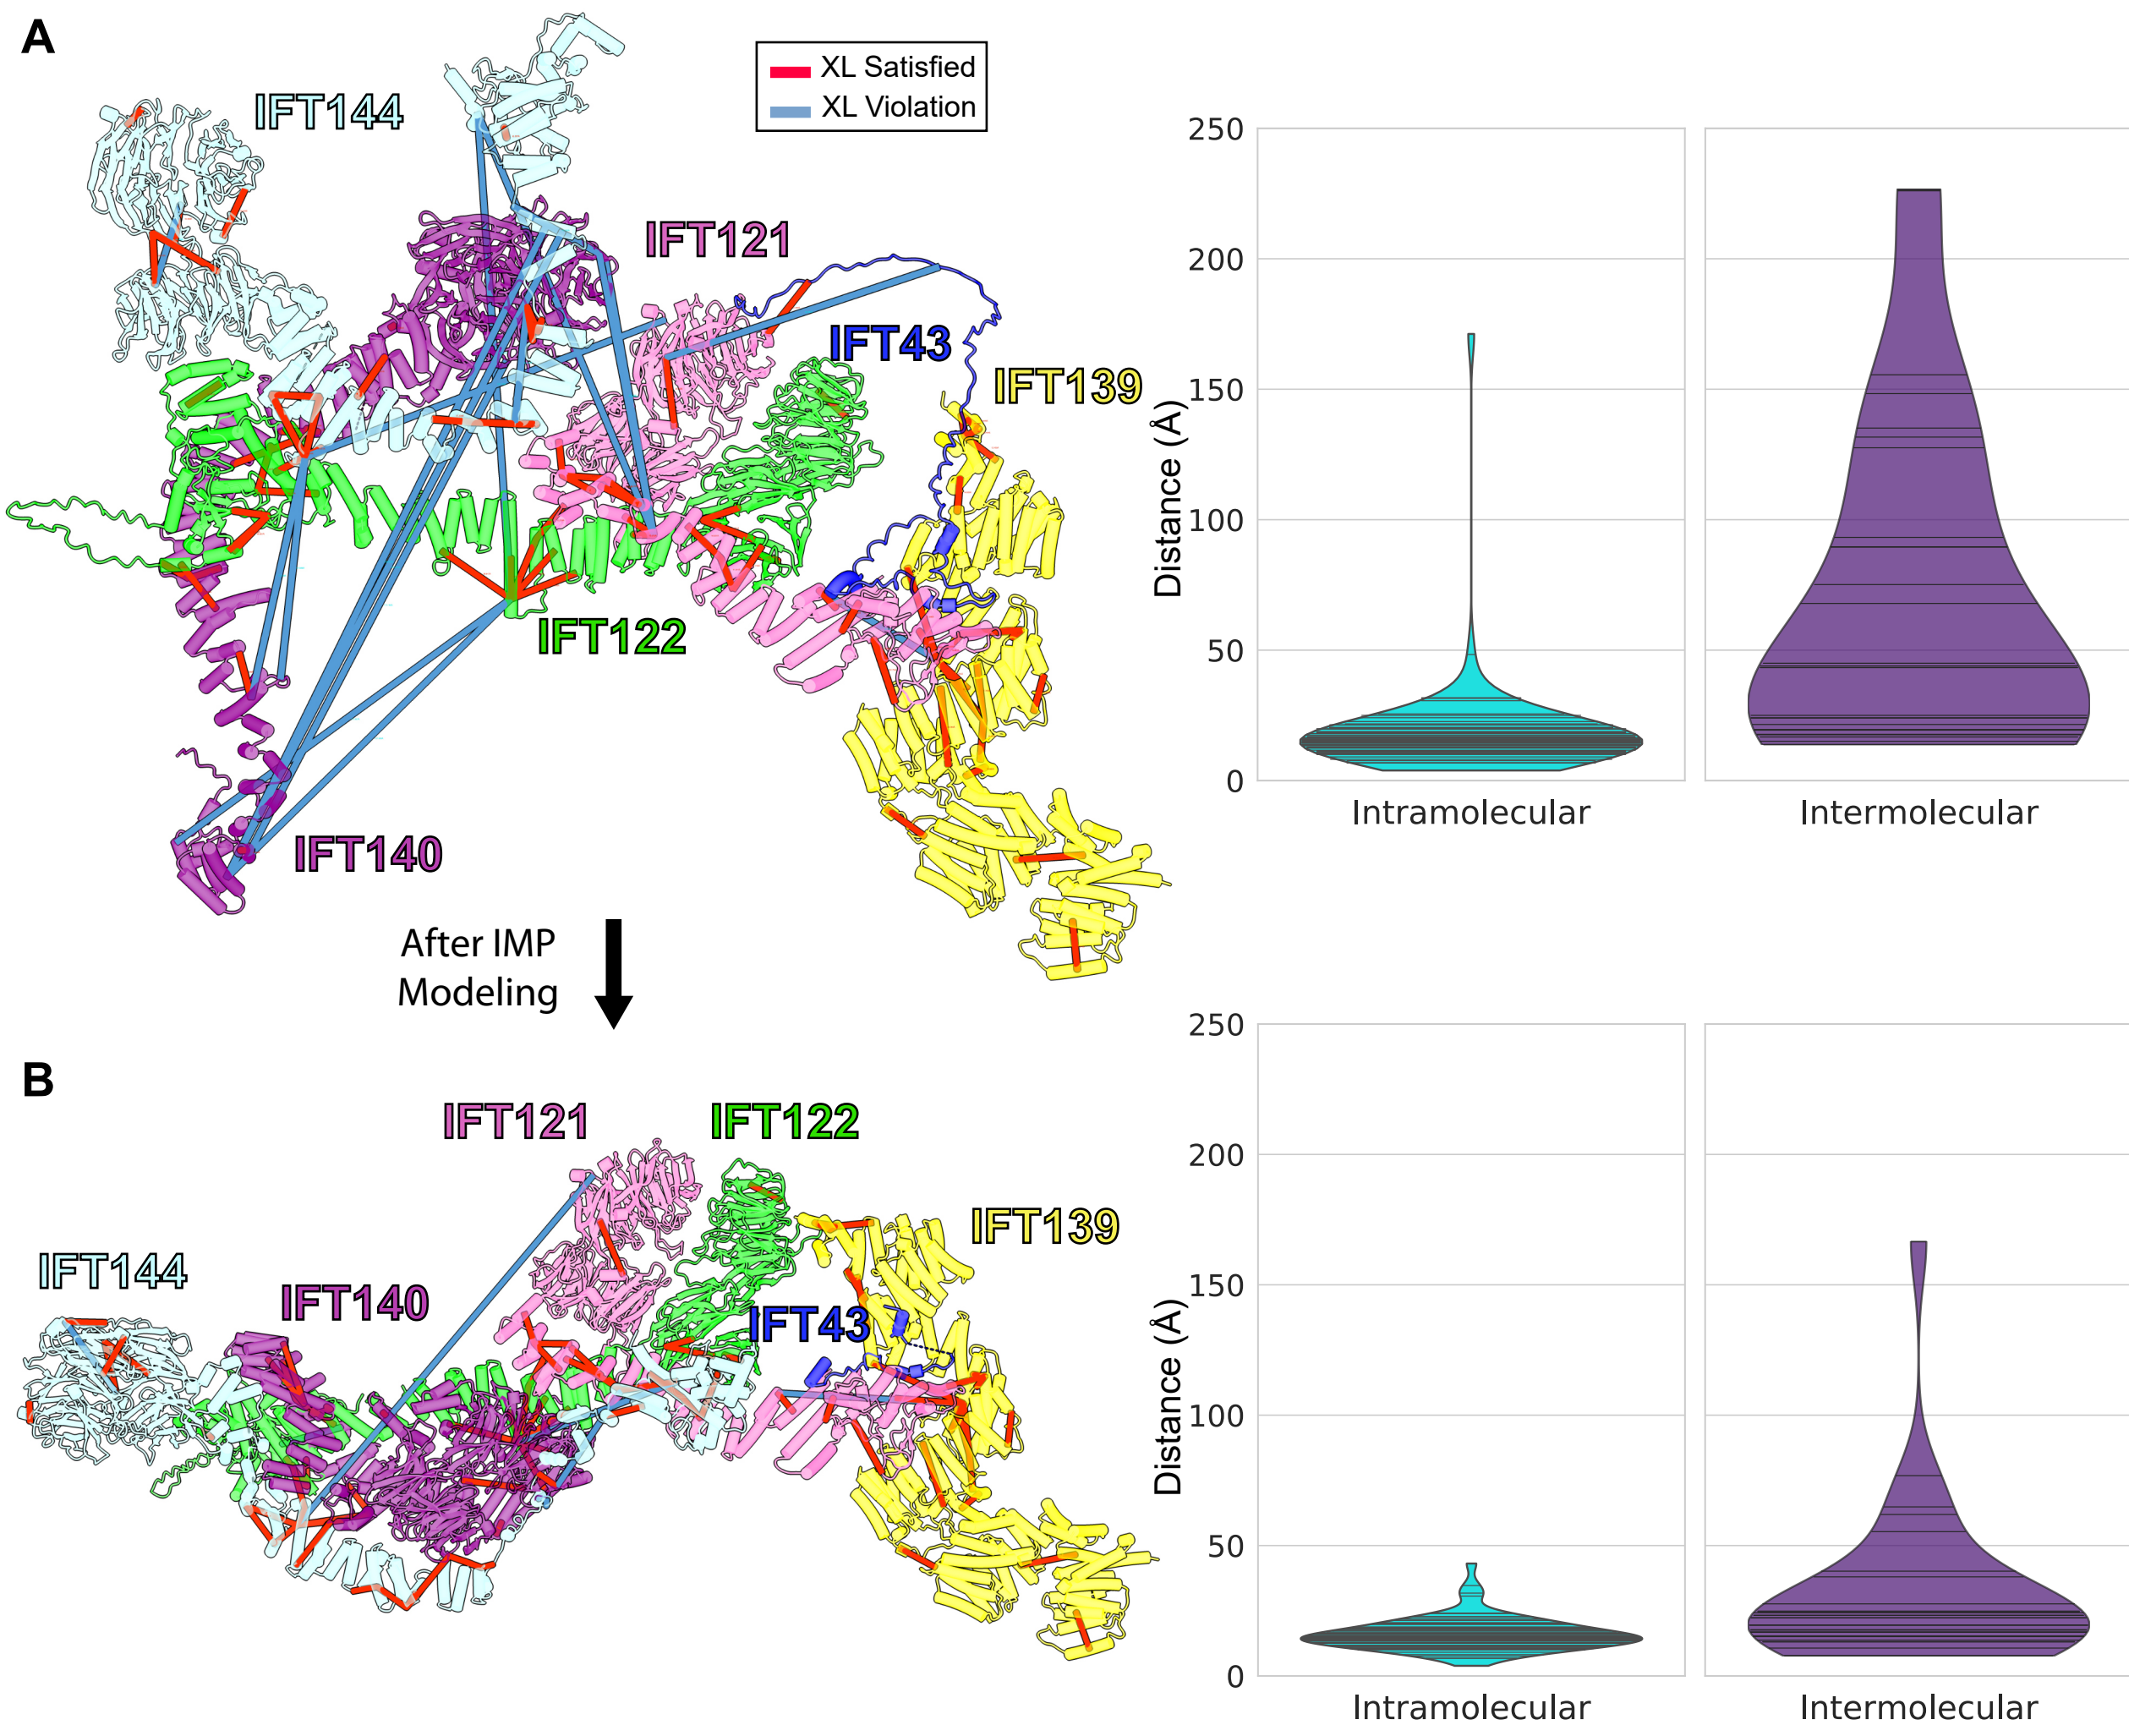 A
XL Satisfied
XL Violation
IFT144
IFT121
IFT43
IFT139
IFT122
IFT140
250
200
150
100
50
0
Distance (Å)
Intramolecular
Intermolecular
After IMP
Modeling
B
IFT121
IFT122
IFT139
IFT144
IFT140
IFT43
250
200
150
100
50
0
Distance (Å)
Intramolecular
Intermolecular